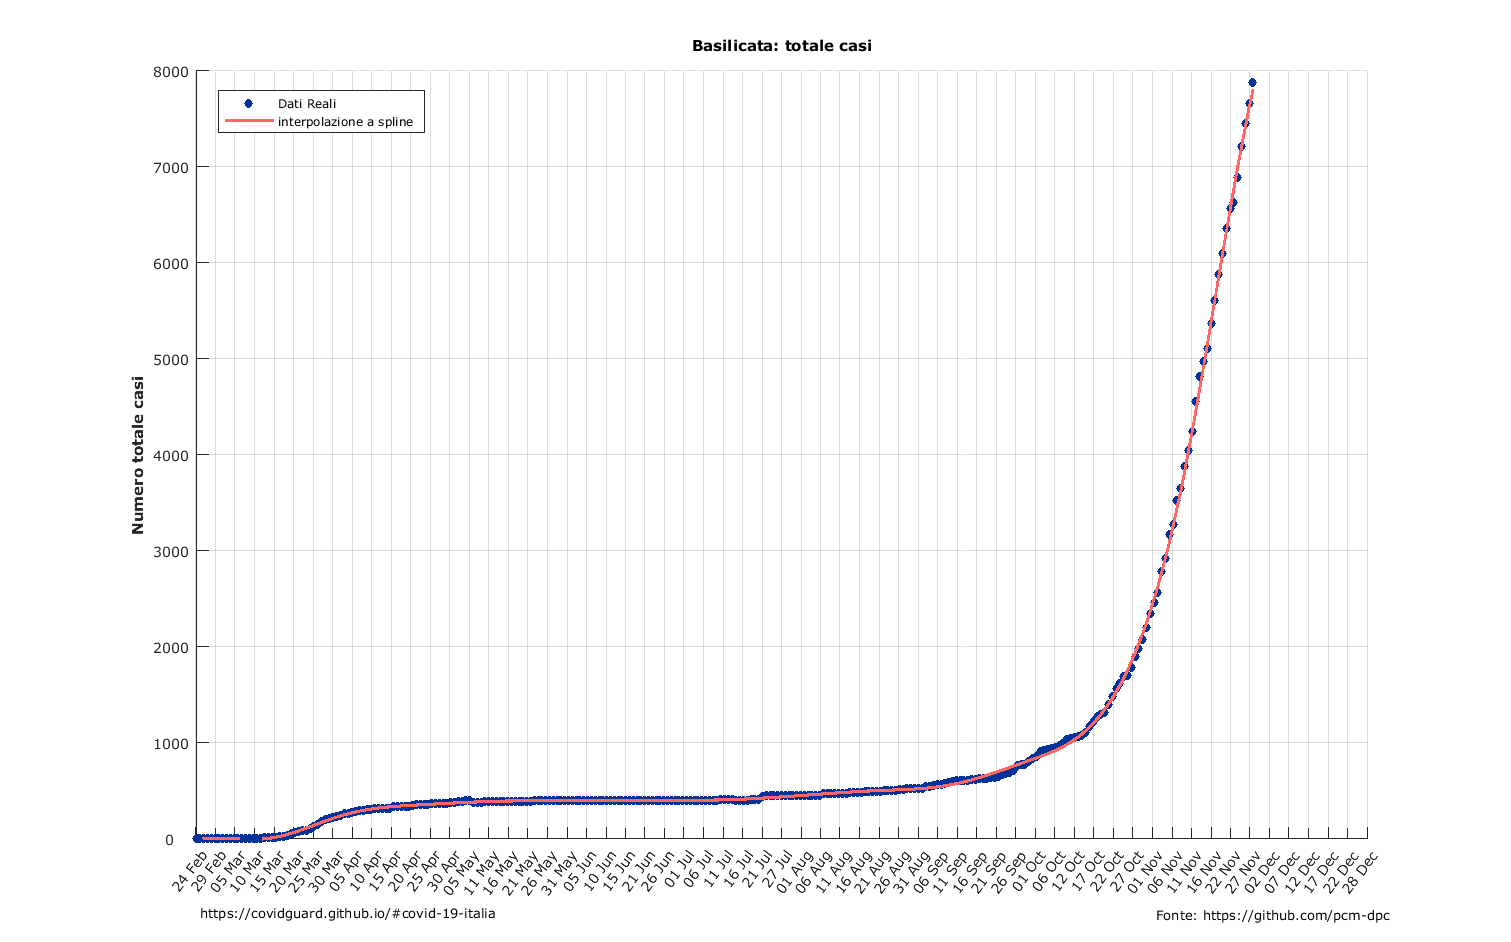 Basilicata: totale casi
Dati Reali
interpolazione a spline
Numero totale casi
8000
7000
6000
5000
4000
3000
2000
1000
0
24 Feb
29 Feb
05 Mar
10 Mar
15 Mar
20 Mar
25 Mar
30 Mar
05 Apr
10 Apr
15 Apr
20 Apr
25 Apr
30 Apr
05 May
11 May
16 May
21 May
26 May
31 May
05 Jun
10 Jun
15 Jun
21 Jun
26 Jun
01 Jul
06 Jul
11 Jul
16 Jul
21 Jul
27 Jul
01 Aug
06 Aug
11 Aug
16 Aug
21 Aug
26 Aug
31 Aug
06 Sep
11 Sep
16 Sep
21 Sep
26 Sep
01 Oct
06 Oct
12 Oct
17 Oct
22 Oct
27 Oct
01 Nov
06 Nov
11 Nov
16 Nov
22 Nov
27 Nov
02 Dec
07 Dec
12 Dec
17 Dec
22 Dec
28 Dec
https://covidguard.github.io/#covid-19-italia
Fonte: https://github.com/pcm-dpc